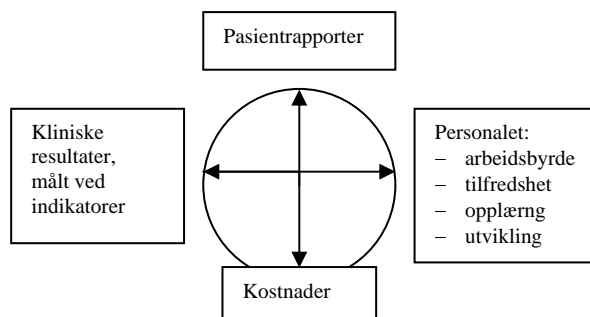 Pasientrapporter
Kliniske
resultater,
målt ved
indikatorer
Personalet:
– arbeidsbyrde
– tilfredshet
– opplærng
– utvikling
Kostnader